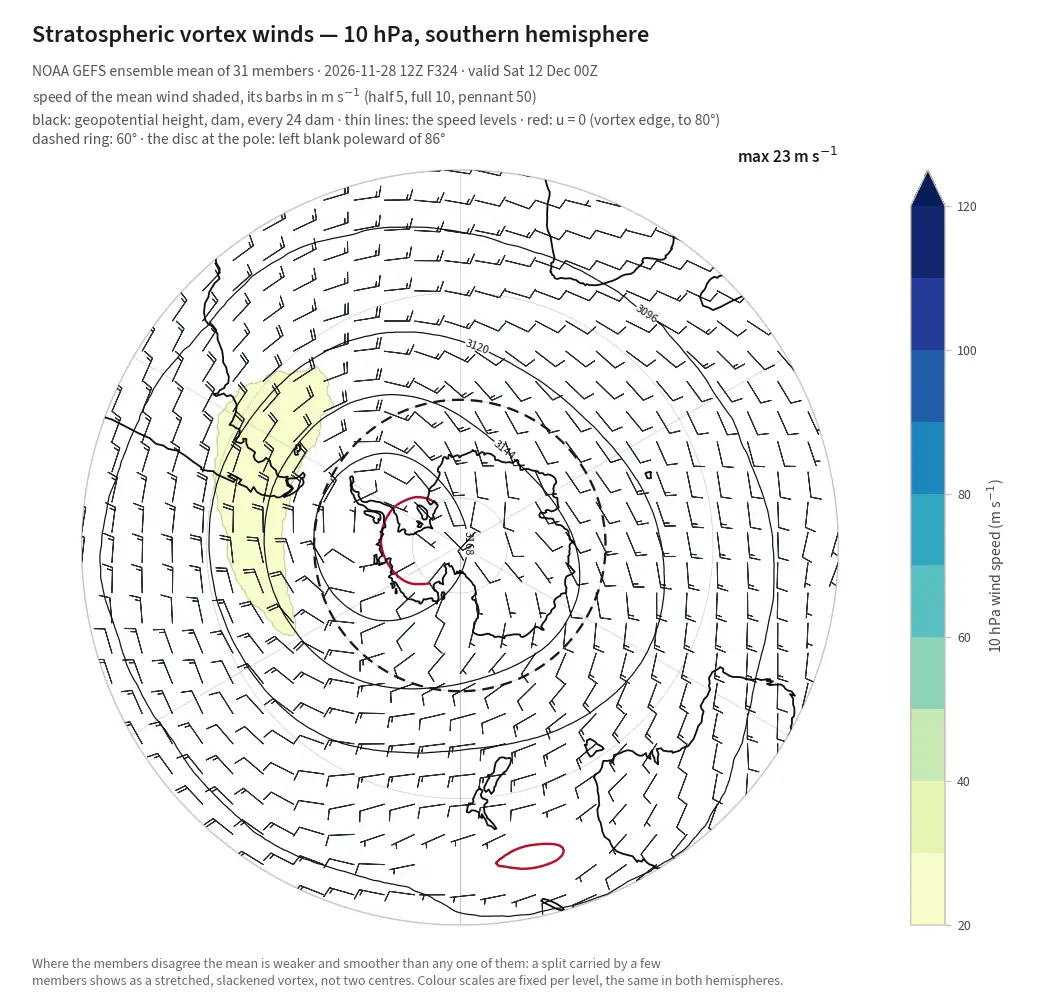 Stratospheric vortex winds — 10 hPa, southern hemisphere
NOAA GEFS ensemble mean of 31 members · 2026-11-28 12Z F324 · valid Sat 12 Dec 00Z
speed of the mean wind shaded, its barbs in m s⁻¹ (half 5, full 10, pennant 50)
black: geopotential height, dam, every 24 dam · thin lines: the speed levels · red: u = 0 (vortex edge, to 80°)
dashed ring: 60° · the disc at the pole: left blank poleward of 86°
max 23 m s⁻¹
120
100
80
60
40
20
10 hPa wind speed (m s⁻¹)
3096
3120
3144
3168
Where the members disagree the mean is weaker and smoother than any one of them: a split carried by a few
members shows as a stretched, slackened vortex, not two centres. Colour scales are fixed per level, the same in both hemispheres.